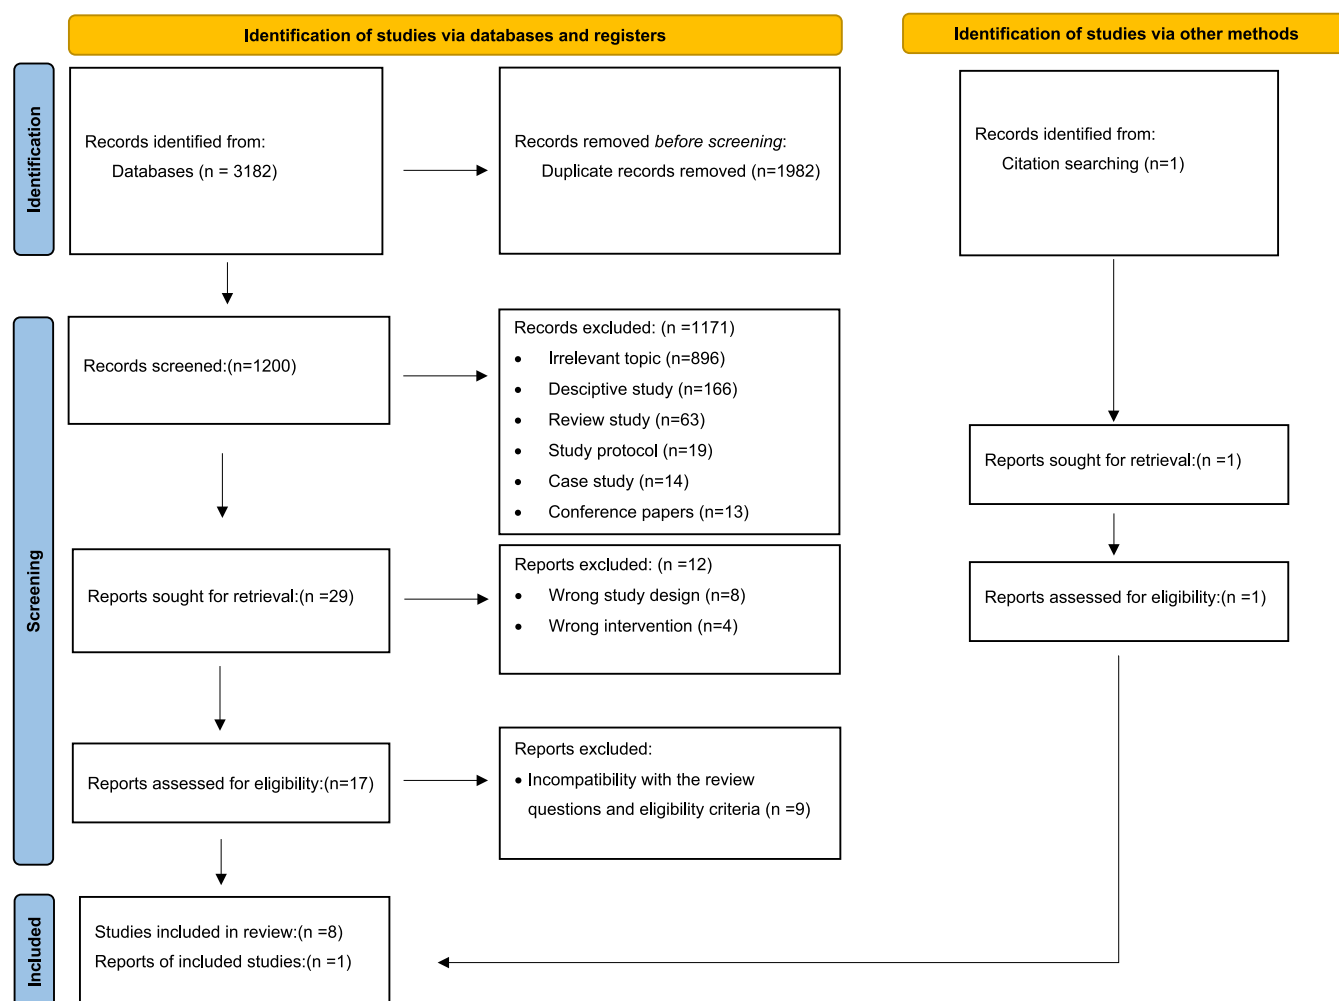 Identification of studies via databases and registers
Identification of studies via other methods
Identification
Records identified from:
Databases (n = 3182)
Records removed before screening:
Duplicate records removed (n=1982)
Records identified from:
Citation searching (n=1)
Screening
Records screened:(n=1200)
Records excluded: (n =1171)
• Irrelevant topic (n=896)
• Desciptive study (n=166)
• Review study (n=63)
• Study protocol (n=19)
• Case study (n=14)
• Conference papers (n=13)
Reports sought for retrieval:(n =1)
Reports sought for retrieval:(n =29)
Reports excluded: (n =12)
• Wrong study design (n=8)
• Wrong intervention (n=4)
Reports assessed for eligibility:(n =1)
Reports assessed for eligibility:(n=17)
Reports excluded:
• Incompatibility with the review
questions and eligibility criteria (n =9)
Included
Studies included in review:(n =8)
Reports of included studies:(n =1)